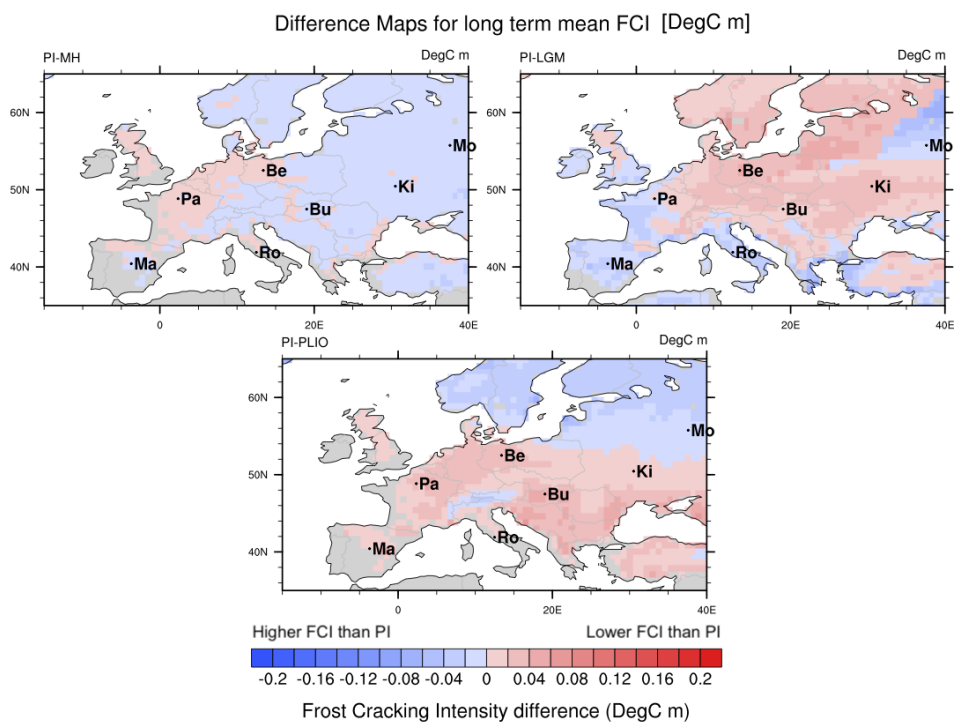 Difference Maps for long term mean FCI [DegC m]
PI-MH DegC m
60N
50N
40N
0 20E 40E
Mo
Be
Ki
Pa
Bu
Ro
Ma
PI-LGM DegC m
60N
50N
40N
0 20E 40E
Mo
Be
Ki
Pa
Bu
Ro
Ma
PI-PLIO DegC m
60N
50N
40N
0 20E 40E
Mo
Be
Ki
Pa
Bu
Ro
Ma
Higher FCI than PI Lower FCI than PI
-0.2 -0.16 -0.12 -0.08 -0.04 0 0.04 0.08 0.12 0.16 0.2
Frost Cracking Intensity difference (DegC m)